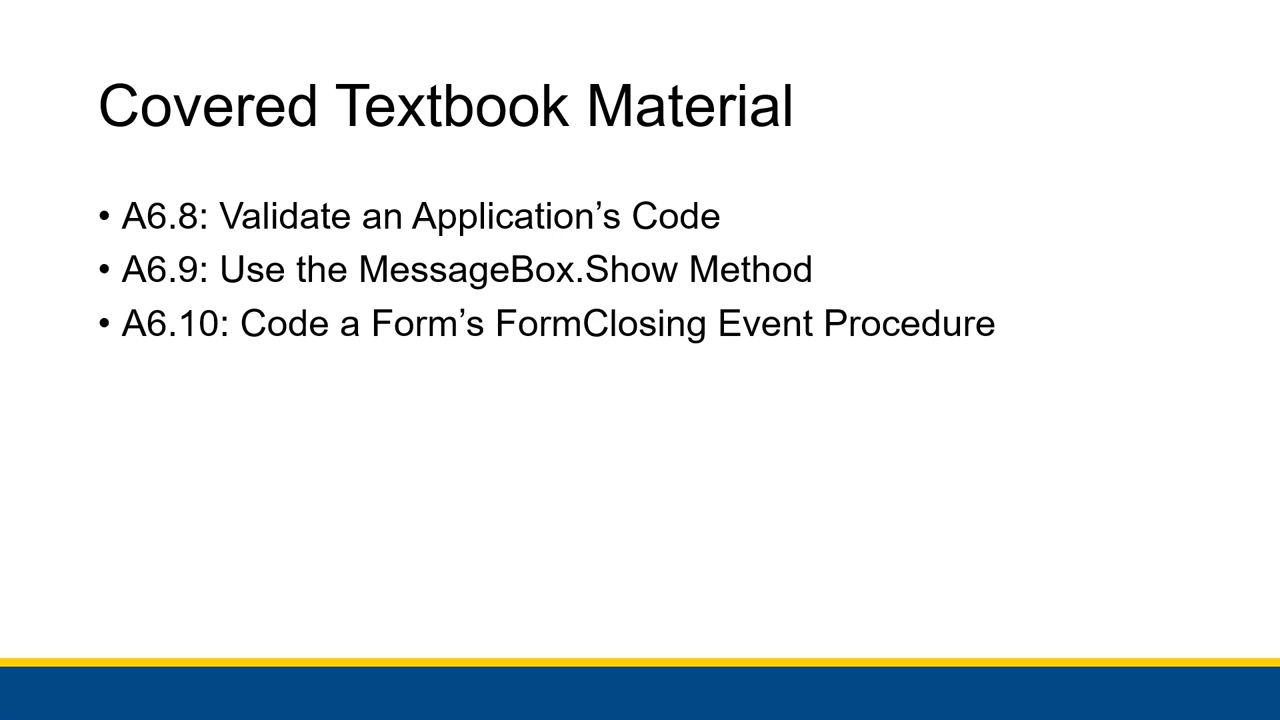 Covered Textbook Material
• A6.8: Validate an Application’s Code
• A6.9: Use the MessageBox.Show Method
• A6.10: Code a Form’s FormClosing Event Procedure